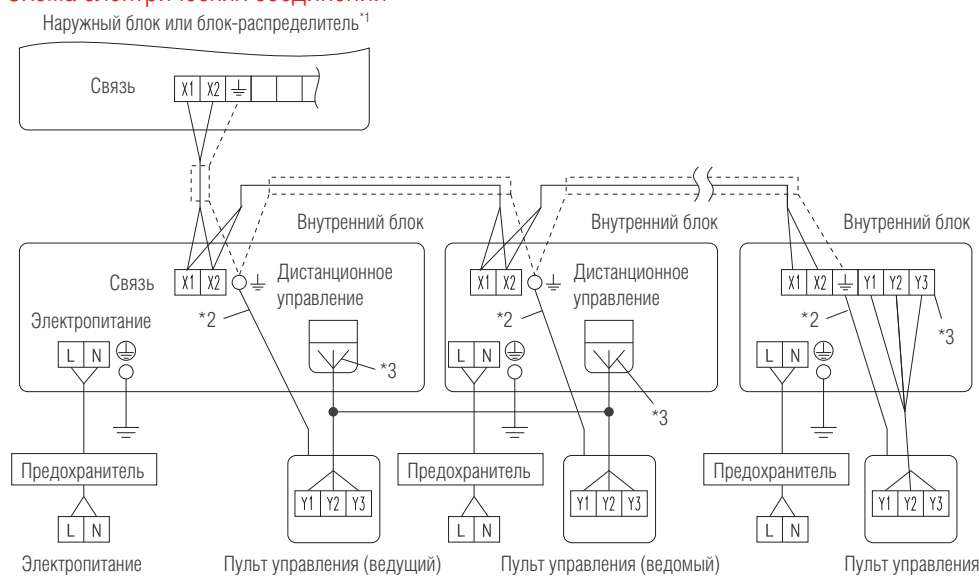 Схема электрических соединений
Наружный блок или блок-распределитель*1
Связь
X1 X2
Внутренний блок
Внутренний блок
Внутренний блок
Связь
X1 X2
Дистанционное
управление
X1 X2
Дистанционное
управление
X1 X2 Y1 Y2 Y3
*2
*2
*2
*3
Электропитание
L N
*3
L N
*3
L N
Предохранитель
Предохранитель
Предохранитель
Y1 Y2 Y3
Y1 Y2 Y3
Y1 Y2 Y3
L N
L N
L N
Электропитание
Пульт управления (ведущий)
Пульт управления (ведомый)
Пульт управления